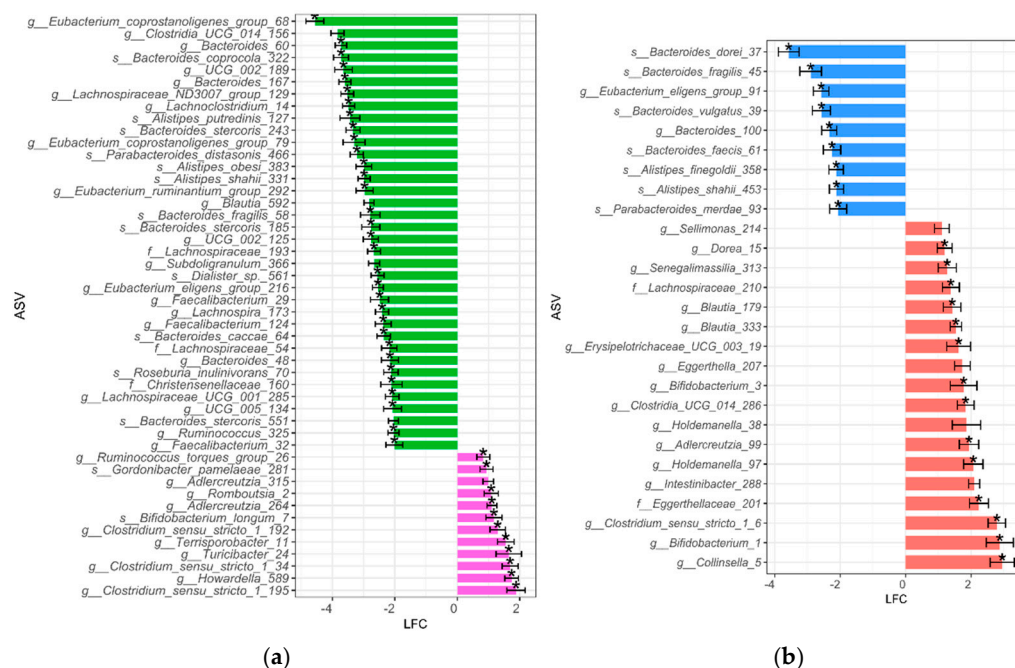 g__Eubacterium_coprostanoligenes_group_68
g__Clostridia_UCG_014_156
g__Bacteroides_60
s__Bacteroides_coprocola_322
g__UCG_002_189
g__Bacteroides_167
g__Lachnospiraceae_ND3007_group_129
g__Lachnoclostridium_14
s__Alistipes_putredinis_127
s__Bacteroides_stercoris_243
g__Eubacterium_coprostanoligenes_group_79
s__Parabacteroides_distasonis_466
s__Alistipes_obesi_383
s__Alistipes_shahii_331
g__Eubacterium_ruminantium_group_292
g__Blautia_592
s__Bacteroides_fragilis_58
s__Bacteroides_stercoris_185
g__UCG_002_125
f__Lachnospiraceae_193
g__Subdoligranulum_366
s__Dialister_sp._561
g__Eubacterium_eligens_group_216
g__Faecalibacterium_29
g__Lachnospira_173
g__Faecalibacterium_124
s__Bacteroides_caccae_64
f__Lachnospiraceae_54
g__Bacteroides_48
s__Roseburia_inulinivorans_70
f__Christensenellaceae_160
g__Lachnospiraceae_UCG_001_285
g__UCG_005_134
s__Bacteroides_stercoris_551
g__Ruminococcus_325
g__Faecalibacterium_32
g__Ruminococcus_torques_group_26
s__Gordonibacter_pamelaeae_281
g__Adlercreutzia_315
g__Romboutsia_2
g__Adlercreutzia_264
s__Bifidobacterium_longum_7
g__Clostridium_sensu_stricto_1_192
g__Terrisporobacter_11
g__Turicibacter_24
g__Clostridium_sensu_stricto_1_34
g__Howardella_589
g__Clostridium_sensu_stricto_1_195
ASV
-4 -2 0 2
LFC
(a)
s__Bacteroides_dorei_37
s__Bacteroides_fragilis_45
g__Eubacterium_eligens_group_91
s__Bacteroides_vulgatus_39
g__Bacteroides_100
s__Bacteroides_faecis_61
s__Alistipes_finegoldii_358
s__Alistipes_shahii_453
s__Parabacteroides_merdae_93
g__Sellimonas_214
g__Dorea_15
g__Senegalimassilia_313
f__Lachnospiraceae_210
g__Blautia_179
g__Blautia_333
g__Erysipelotrichaceae_UCG_003_19
g__Eggerthella_207
g__Bifidobacterium_3
g__Clostridia_UCG_014_286
g__Holdemanella_38
g__Adlercreutzia_99
g__Holdemanella_97
g__Intestinibacter_288
f__Eggerthellaceae_201
g__Clostridium_sensu_stricto_1_6
g__Bifidobacterium_1
g__Collinsella_5
ASV
-4 -2 0 2
LFC
(b)